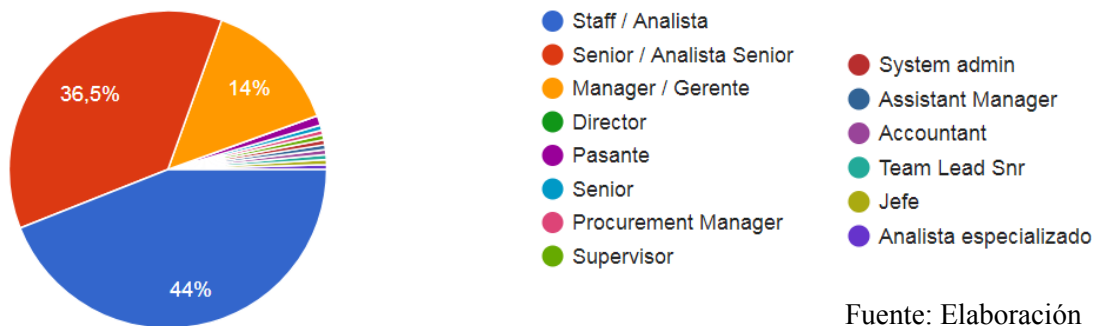 36,5%
14%
44%
Staff / Analista
Senior / Analista Senior
Manager / Gerente
Director
Pasante
Senior
Procurement Manager
Supervisor
System admin
Assistant Manager
Accountant
Team Lead Snr
Jefe
Analista especializado
Fuente: Elaboración